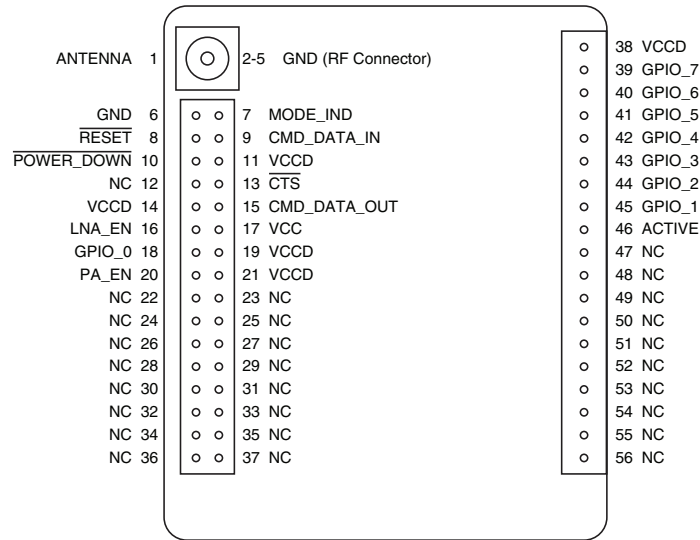 ANTENNA 1 2-5 GND (RF Connector)
38 VCCD
39 GPIO_7
40 GPIO_6
GND 6 7 MODE_IND 41 GPIO_5
RESET 8 9 CMD_DATA_IN 42 GPIO_4
POWER_DOWN 10 11 VCCD 43 GPIO_3
NC 12 13 CTS 44 GPIO_2
VCCD 14 15 CMD_DATA_OUT 45 GPIO_1
LNA_EN 16 17 VCC 46 ACTIVE
GPIO_0 18 19 VCCD 47 NC
PA_EN 20 21 VCCD 48 NC
NC 22 23 NC 49 NC
NC 24 25 NC 50 NC
NC 26 27 NC 51 NC
NC 28 29 NC 52 NC
NC 30 31 NC 53 NC
NC 32 33 NC 54 NC
NC 34 35 NC 55 NC
NC 36 37 NC 56 NC